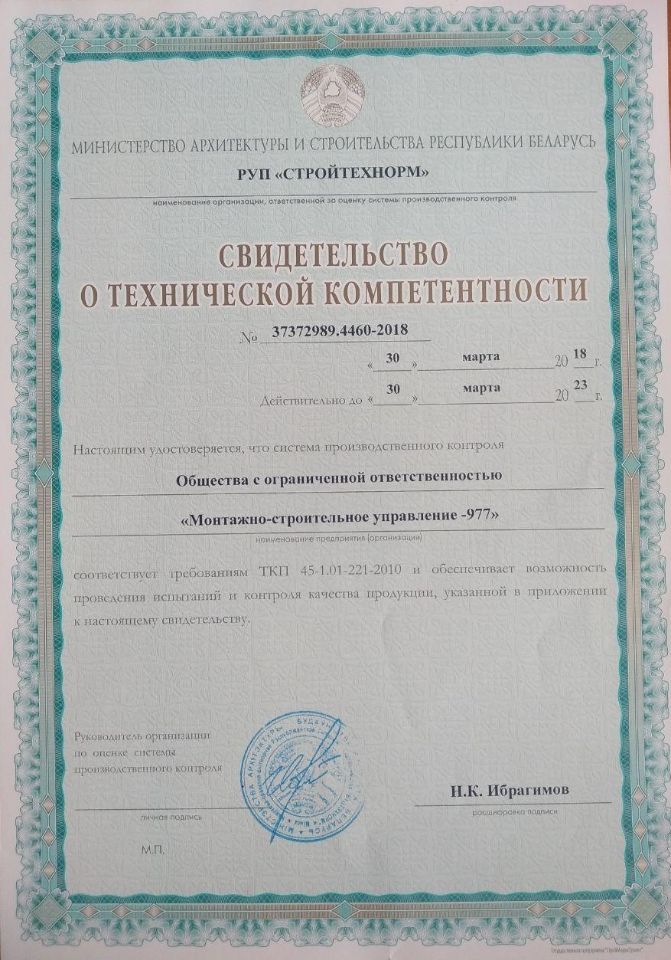 МИНИСТЕРСТВО АРХИТЕКТУРЫ И СТРОИТЕЛЬСТВА РЕСПУБЛИКИ БЕЛАРУСЬ
РУП «СТРОЙТЕХНОРМ»
наименование организации, ответственной за оценку системы производственного контроля
СВИДЕТЕЛЬСТВО
О ТЕХНИЧЕСКОЙ КОМПЕТЕНТНОСТИ
№ 37372989.4460-2018
« 30 » марта 20 18 г.
Действительно до « 30 » марта 20 23 г.
Настоящим удостоверяется, что система производственного контроля
Общества с ограниченной ответственностью
«Монтажно-строительное управление -977»
наименование предприятия (организации)
соответствует требованиям ТКП 45-1.01-221-2010 и обеспечивает возможность
проведения испытаний и контроля качества продукции, указанной в приложении
к настоящему свидетельству.
Руководитель организации
по оценке системы
производственного контроля
Н.К. Ибрагимов
личная подпись
расшифровка подписи
М.П.